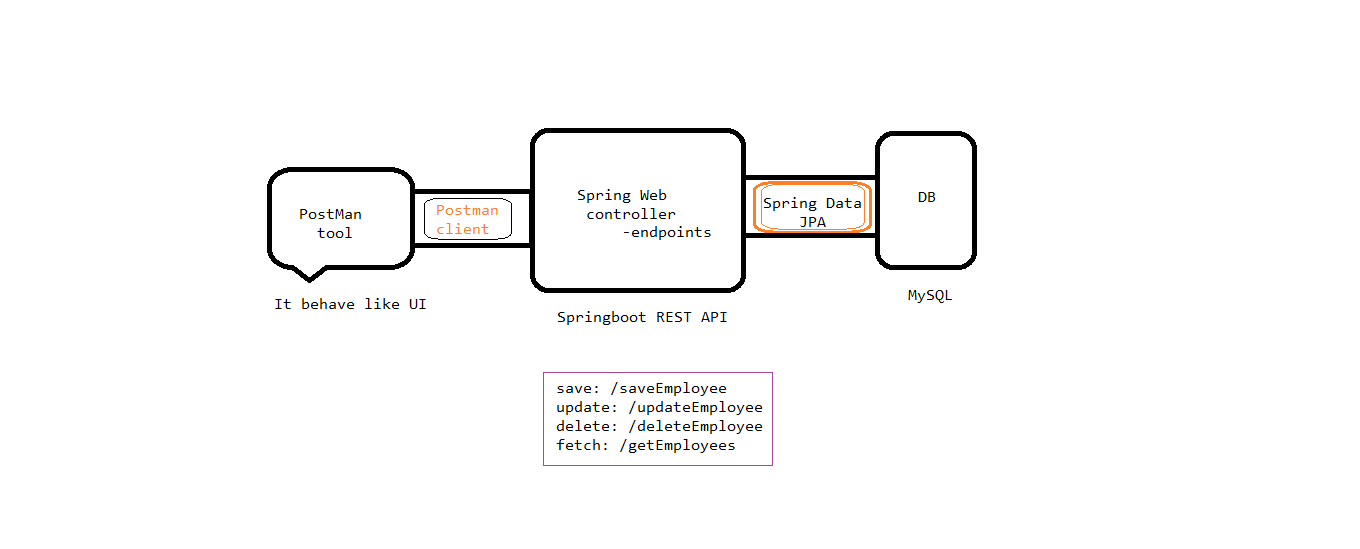 PostMan
tool
Postman
client
It behave like UI
Spring Web
controller
-endpoints
Springboot REST API
Spring Data
JPA
DB
MySQL
save: /saveEmployee
update: /updateEmployee
delete: /deleteEmployee
fetch: /getEmployees